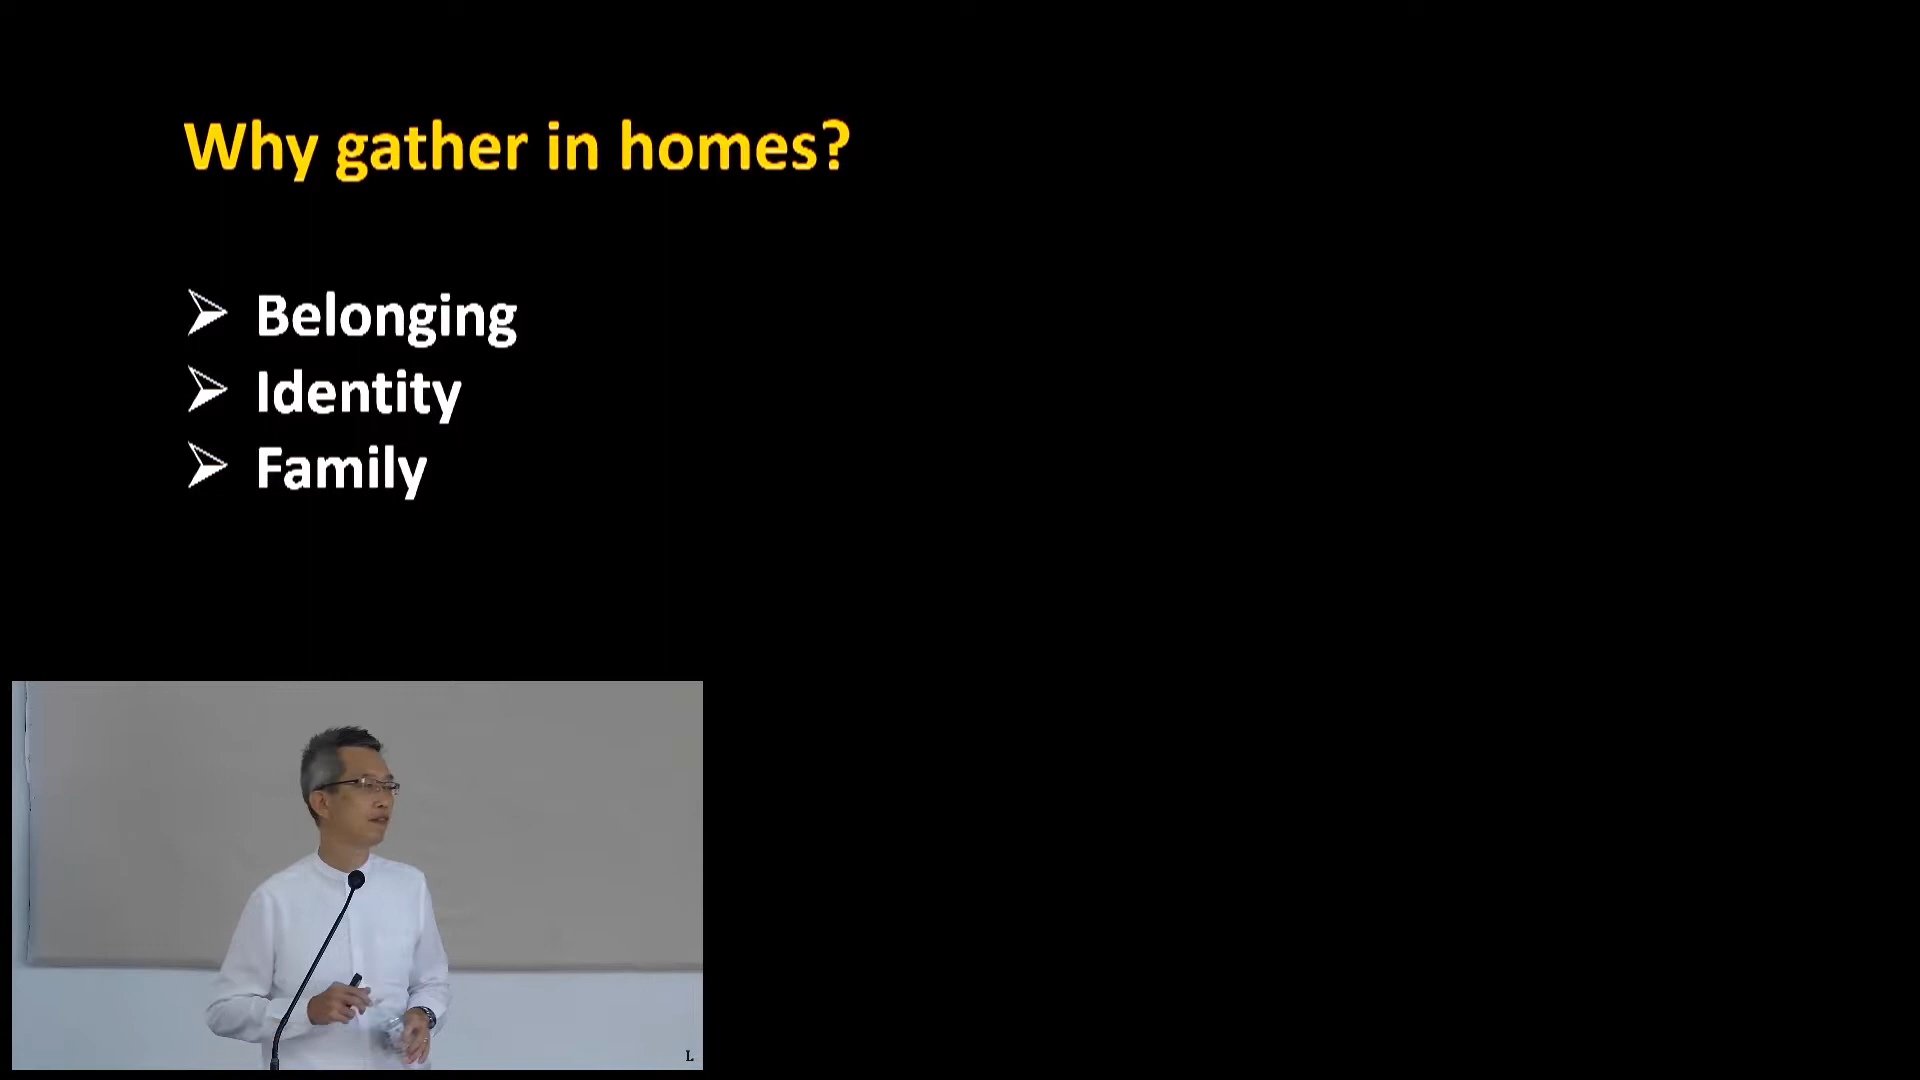 Why gather in homes?
➢ Belonging
➢ Identity
➢ Family
L